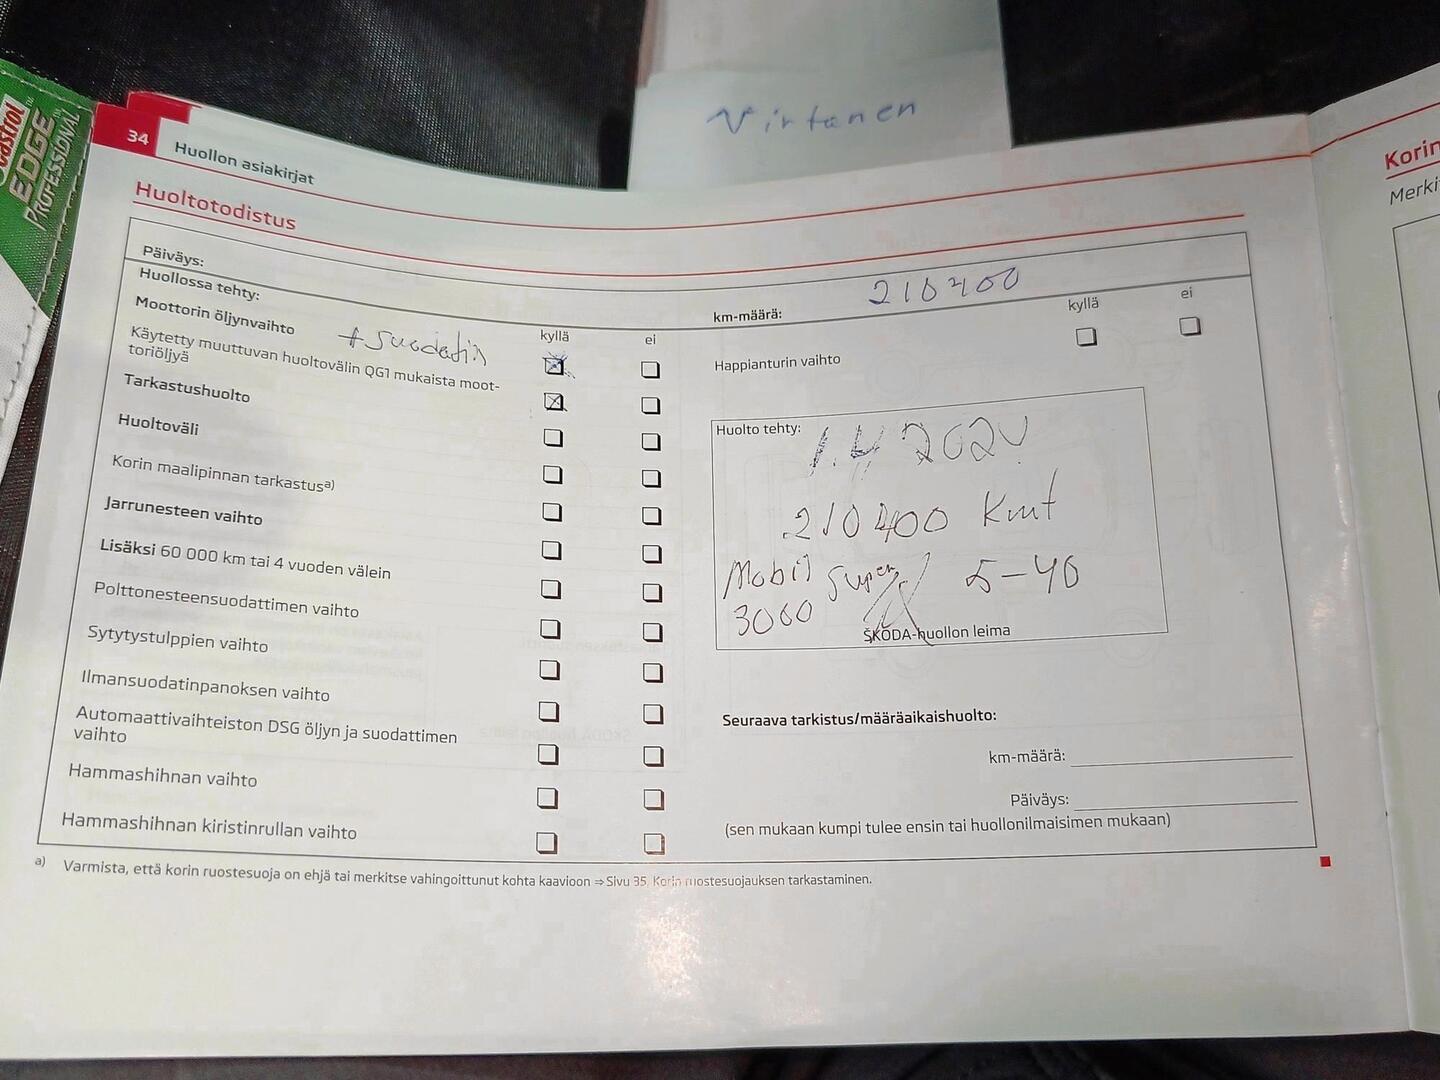 Castrol
EDGE
PROFESSIONAL
Virtanen
34
Huollon asiakirjat
Huoltotodistus
Päiväys:
km-määrä: 210400
Huollossa tehty:
kyllä ei
kyllä ei
Moottorin öljynvaihto + suodatin
Käytetty muuttuvan huoltovälin QG1 mukaista moot-
toriöljyä
Tarkastushuolto
Huoltoväli
Korin maalipinnan tarkastusa)
Jarrunesteen vaihto
Lisäksi 60 000 km tai 4 vuoden välein
Polttonesteensuodattimen vaihto
Sytytystulppien vaihto
Ilmansuodatinpanoksen vaihto
Automaattivaihteiston DSG öljyn ja suodattimen
vaihto
Hammashihnan vaihto
Hammashihnan kiristinrullan vaihto
Happianturin vaihto
Huolto tehty:
1.4 202
210400 Kmt
Mobil Super 5-40
3000
ŠKODA-huollon leima
Seuraava tarkistus/määräaikaishuolto:
km-määrä:
Päiväys:
(sen mukaan kumpi tulee ensin tai huollonilmaisimen mukaan)
a) Varmista, että korin ruostesuoja on ehjä tai merkitse vahingoittunut kohta kaavioon ⇒ Sivu 35, Korin ruostesuojauksen tarkastaminen.
Korin
Merki